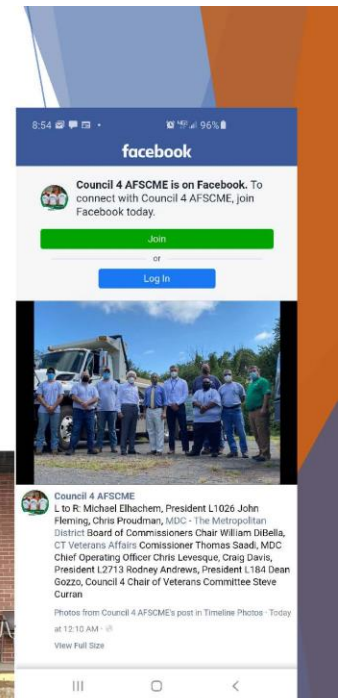 8:54
96%
facebook
Council 4 AFSCME is on Facebook. To
connect with Council 4 AFSCME, join
Facebook today.
Join
or
Log In
Council 4 AFSCME
L to R: Michael Elhachem, President L1026 John
Fleming, Chris Proudman, MDC - The Metropolitan
District Board of Commissioners Chair William DiBella,
CT Veterans Affairs Comissioner Thomas Saadi, MDC
Chief Operating Officer Chris Levesque, Craig Davis,
President L2713 Rodney Andrews, President L184 Dean
Gozzo, Council 4 Chair of Veterans Committee Steve
Curran
Photos from Council 4 AFSCME's post in Timeline Photos · Today
at 12:10 AM ·
View Full Size